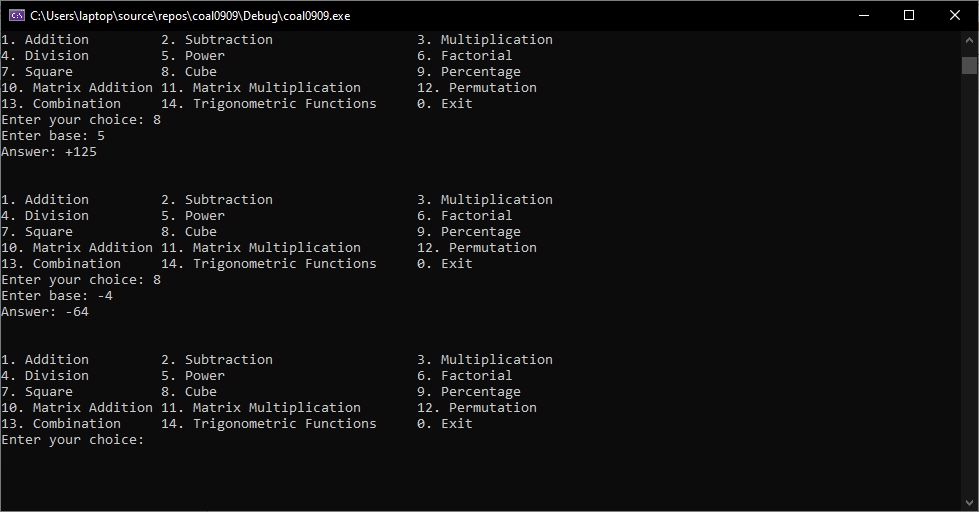 C:\Users\laptop\source\repos\coal0909\Debug\coal0909.exe
1. Addition         2. Subtraction                  3. Multiplication
4. Division         5. Power                        6. Factorial
7. Square           8. Cube                         9. Percentage
10. Matrix Addition 11. Matrix Multiplication       12. Permutation
13. Combination     14. Trigonometric Functions     0. Exit
Enter your choice: 8
Enter base: 5
Answer: +125
1. Addition         2. Subtraction                  3. Multiplication
4. Division         5. Power                        6. Factorial
7. Square           8. Cube                         9. Percentage
10. Matrix Addition 11. Matrix Multiplication       12. Permutation
13. Combination     14. Trigonometric Functions     0. Exit
Enter your choice: 8
Enter base: -4
Answer: -64
1. Addition         2. Subtraction                  3. Multiplication
4. Division         5. Power                        6. Factorial
7. Square           8. Cube                         9. Percentage
10. Matrix Addition 11. Matrix Multiplication       12. Permutation
13. Combination     14. Trigonometric Functions     0. Exit
Enter your choice: